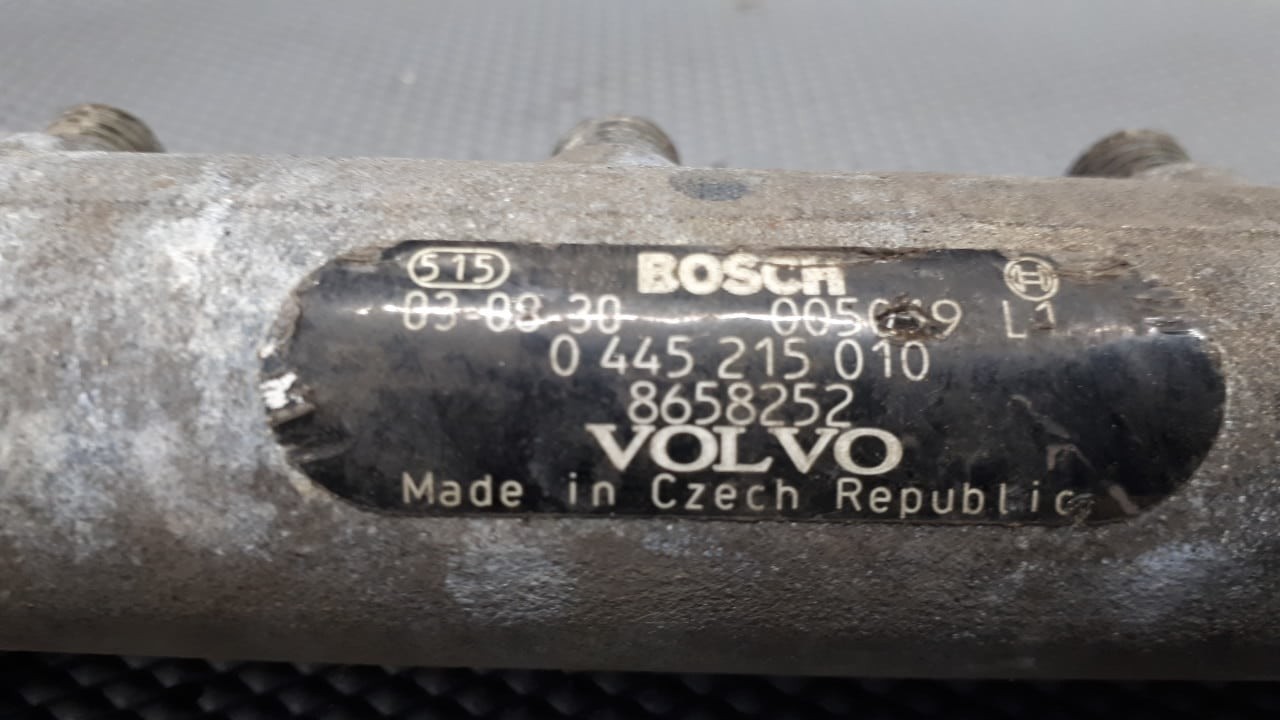 515 BOSCH
03-08-30 L1
0 445 215 010
8658252
VOLVO
Made in Czech Republic